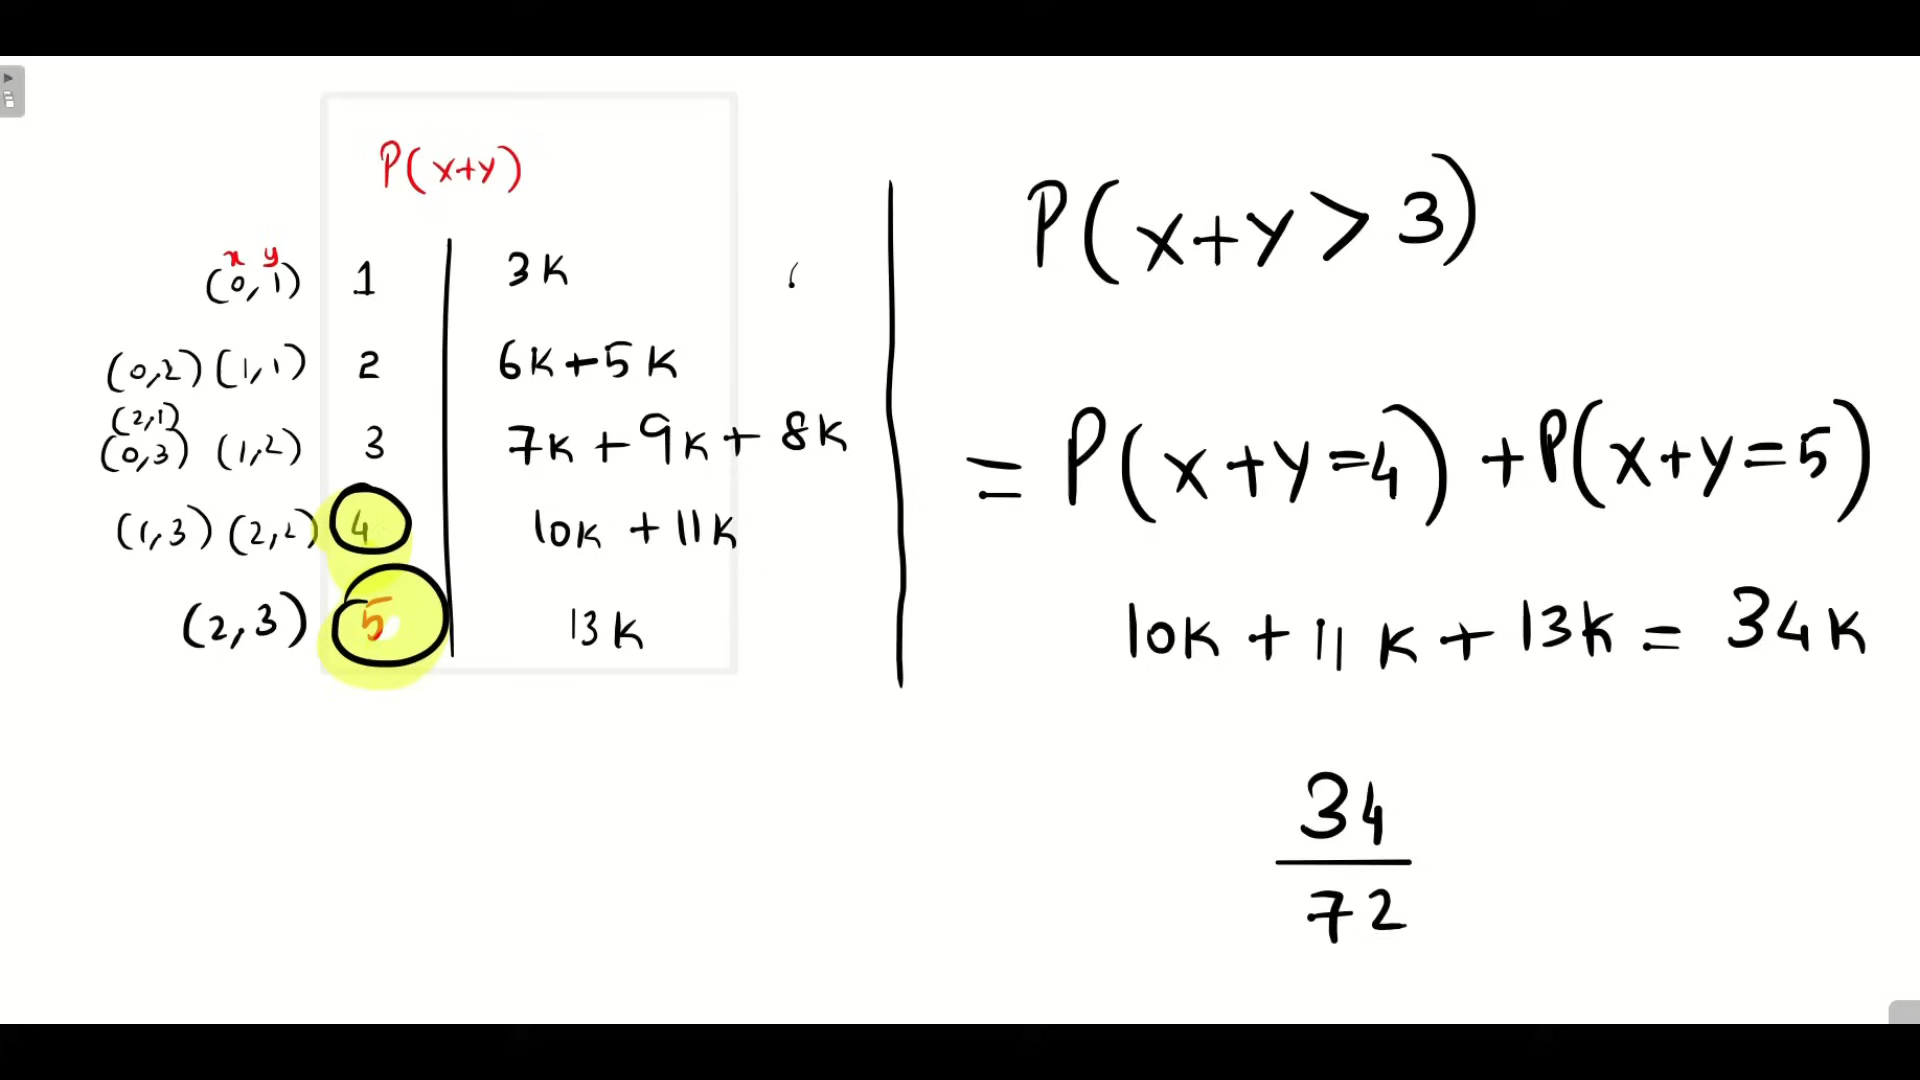 P(x+y)
x y
(0,1) 1 3k
(0,2) (1,1) 2 6k+5k
(2,1)
(0,3) (1,2) 3 7k+9k+8k
(1,3) (2,2) 4 10k+11k
(2,3) 5 13k
(
P(x+y>3)
=P(x+y=4)+P(x+y=5)
10k+11k+13k=34k
34
72